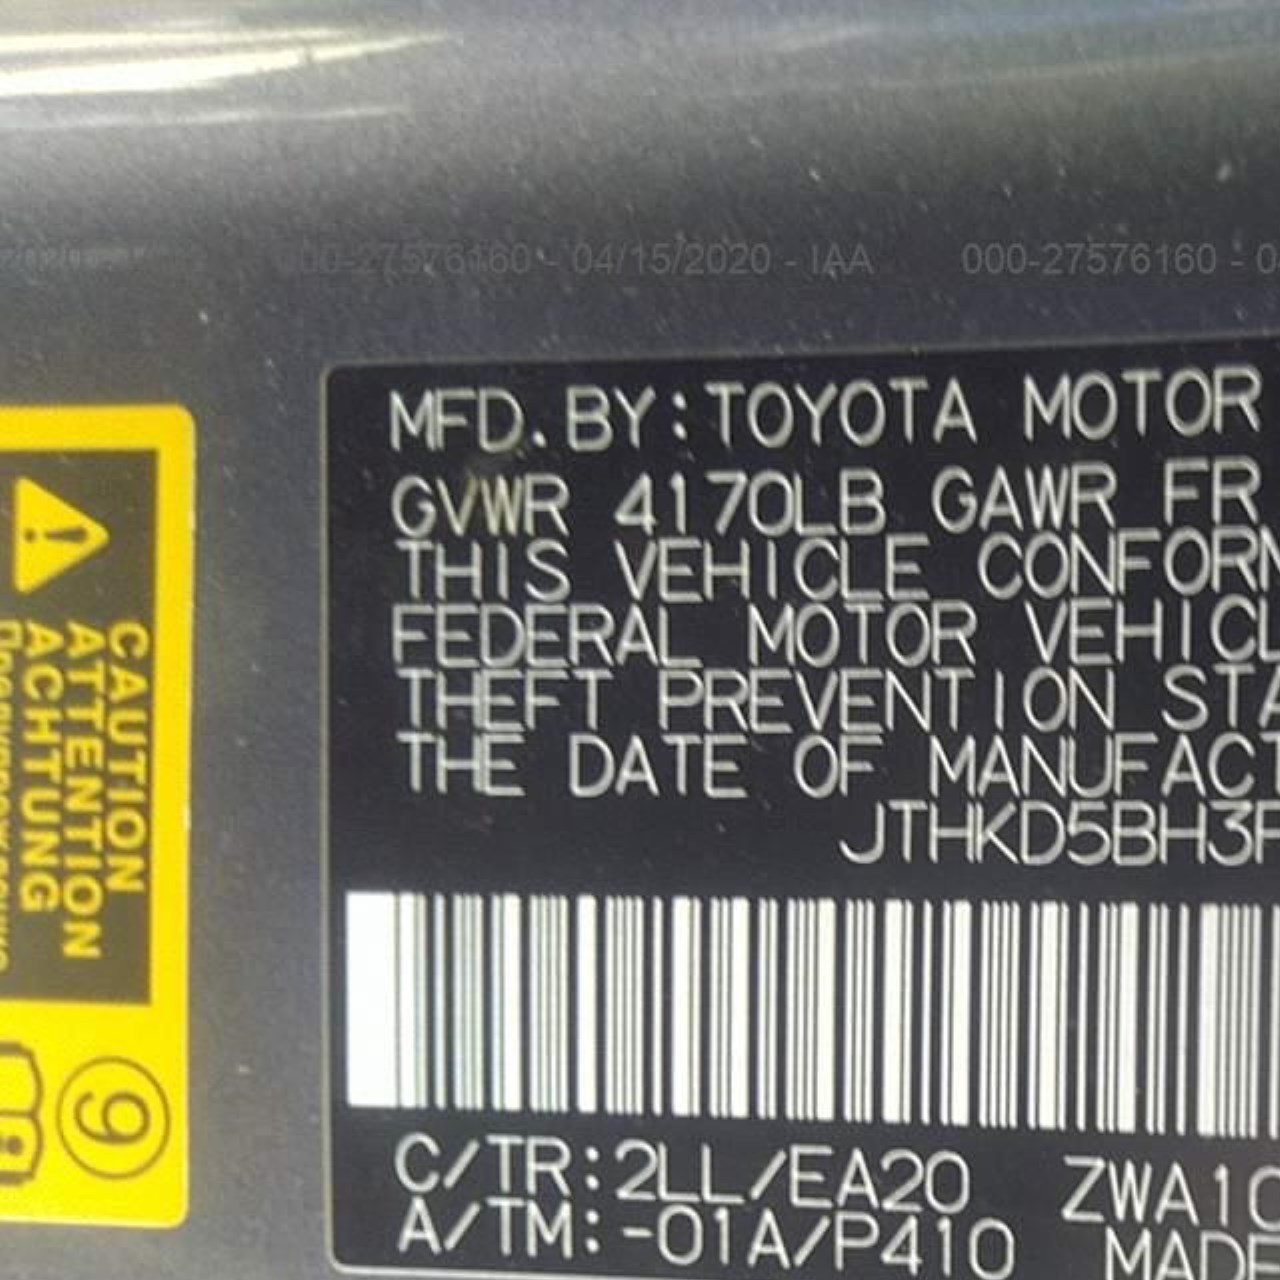 000-27576160 - 04/15/2020 - IAA
000-27576160 - 0
MFD.BY:TOYOTA MOTOR
GVWR 4170LB GAWR FR
THIS VEHICLE CONFORM
FEDERAL MOTOR VEHICL
THEFT PREVENTION STA
THE DATE OF MANUFACT
JTHKD5BH3F
C/TR:2LL/EA20 ZWA10
A/TM:-01A/P410 MADE
CAUTION
ATTENTION
ACHTUNG
9